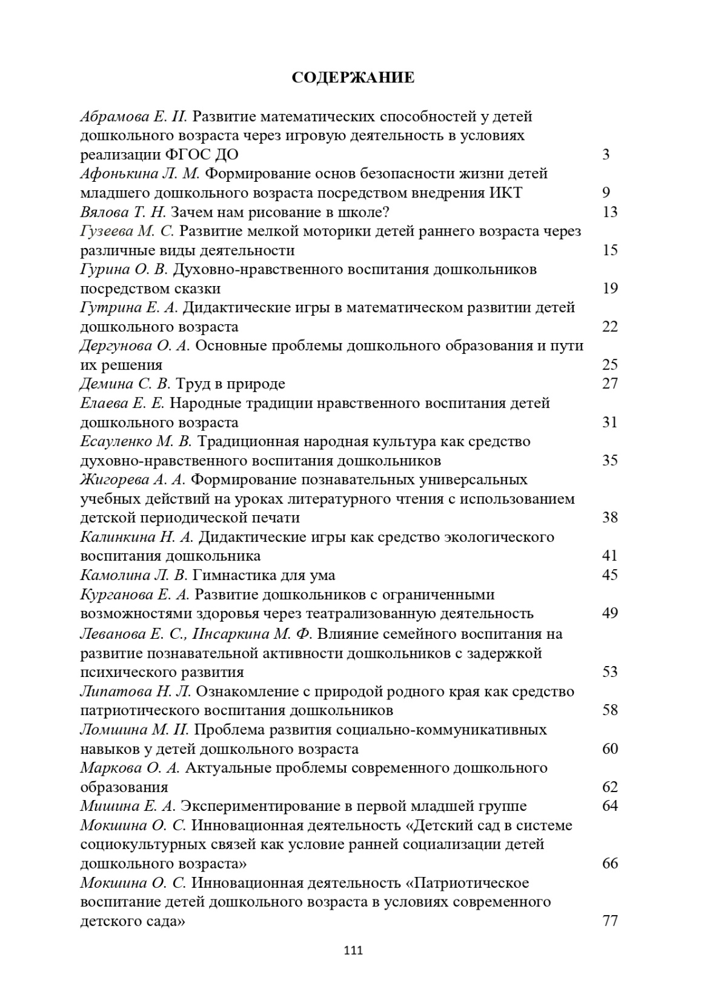 СОДЕРЖАНИЕ
Абрамова Е. И. Развитие математических способностей у детей
дошкольного возраста через игровую деятельность в условиях
реализации ФГОС ДО 3
Афонькина Л. М. Формирование основ безопасности жизни детей
младшего дошкольного возраста посредством внедрения ИКТ 9
Вялова Т. Н. Зачем нам рисование в школе? 13
Гузеева М. С. Развитие мелкой моторики детей раннего возраста через
различные виды деятельности 15
Гурина О. В. Духовно-нравственного воспитания дошкольников
посредством сказки 19
Гутрина Е. А. Дидактические игры в математическом развитии детей
дошкольного возраста 22
Дергунова О. А. Основные проблемы дошкольного образования и пути
их решения 25
Демина С. В. Труд в природе 27
Елаева Е. Е. Народные традиции нравственного воспитания детей
дошкольного возраста 31
Есауленко М. В. Традиционная народная культура как средство
духовно-нравственного воспитания дошкольников 35
Жигорева А. А. Формирование познавательных универсальных
учебных действий на уроках литературного чтения с использованием
детской периодической печати 38
Калинкина Н. А. Дидактические игры как средство экологического
воспитания дошкольника 41
Камолина Л. В. Гимнастика для ума 45
Курганова Е. А. Развитие дошкольников с ограниченными
возможностями здоровья через театрализованную деятельность 49
Леванова Е. С., Инсаркина М. Ф. Влияние семейного воспитания на
развитие познавательной активности дошкольников с задержкой
психического развития 53
Липатова Н. Л. Ознакомление с природой родного края как средство
патриотического воспитания дошкольников 58
Ломшина М. И. Проблема развития социально-коммуникативных
навыков у детей дошкольного возраста 60
Маркова О. А. Актуальные проблемы современного дошкольного
образования 62
Мишина Е. А. Экспериментирование в первой младшей группе 64
Мокшина О. С. Инновационная деятельность «Детский сад в системе
социокультурных связей как условие ранней социализации детей
дошкольного возраста» 66
Мокшина О. С. Инновационная деятельность «Патриотическое
воспитание детей дошкольного возраста в условиях современного
детского сада» 77
111